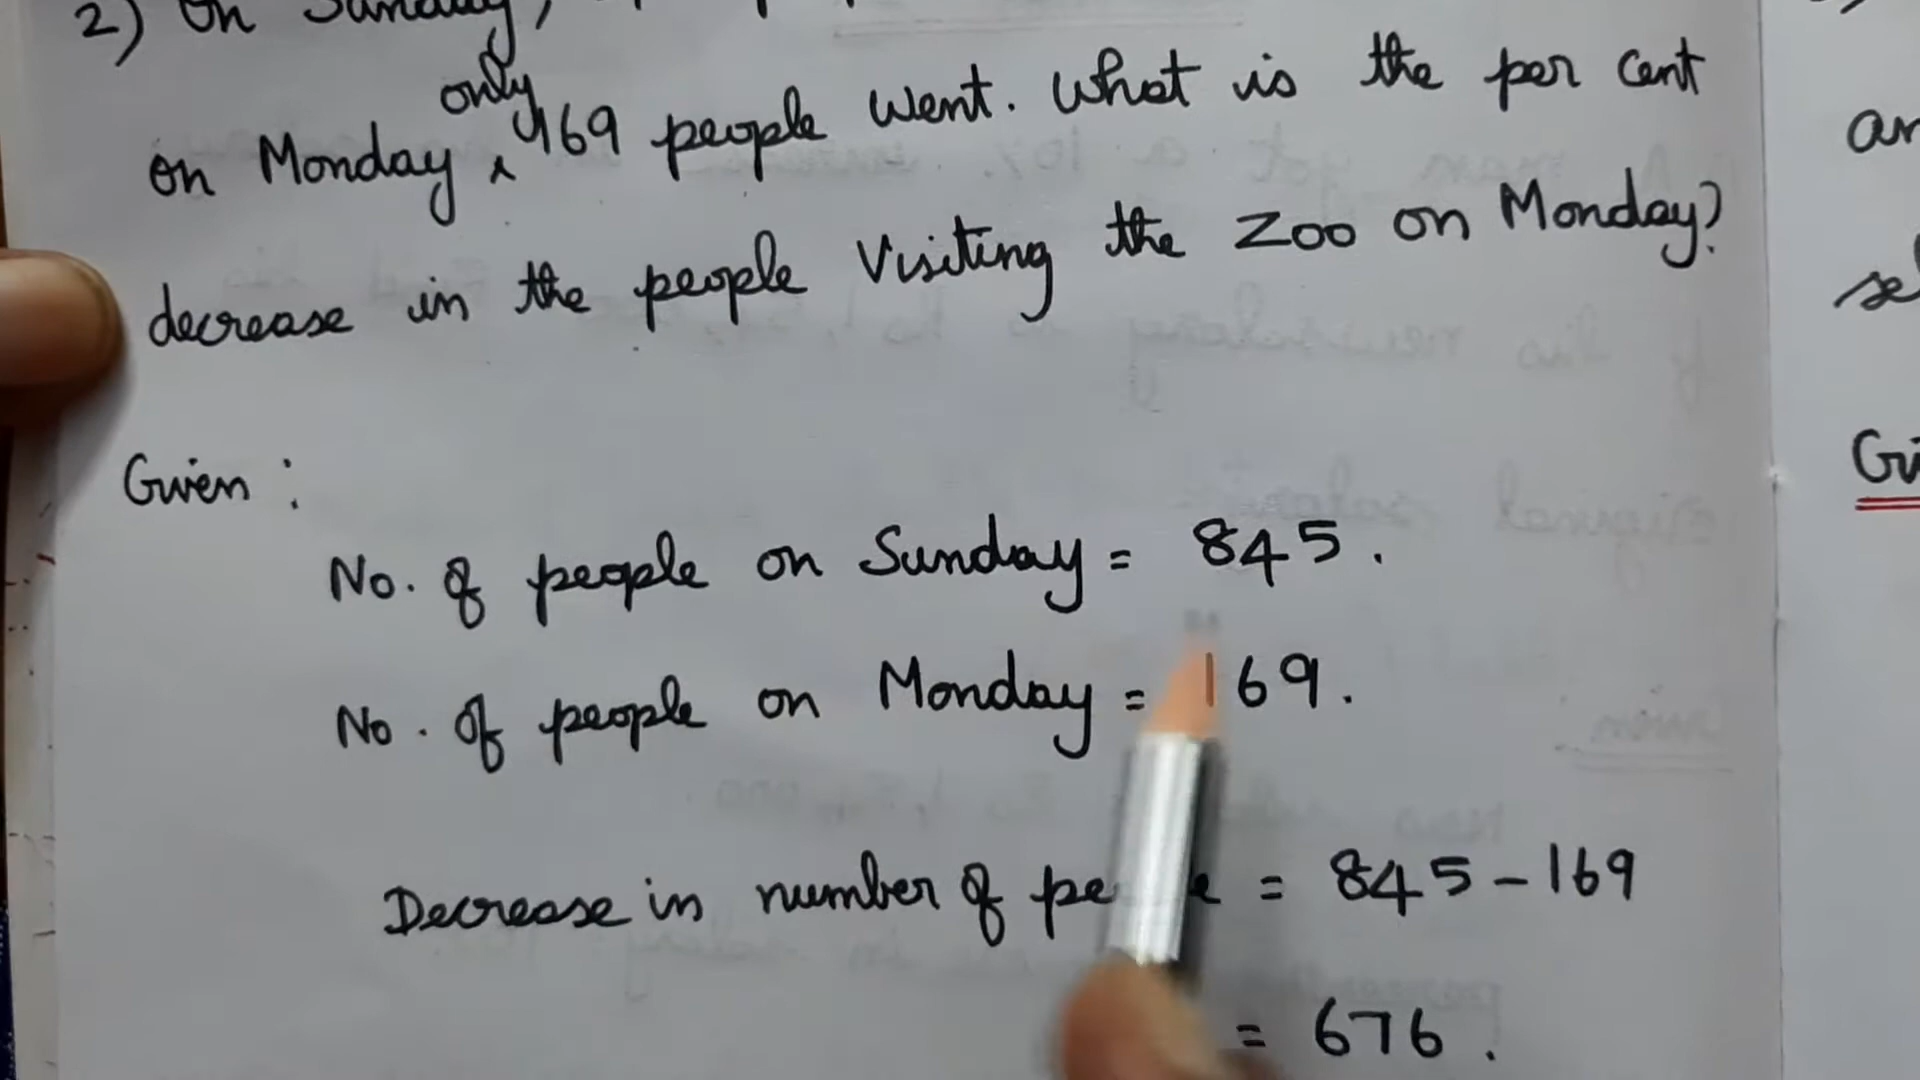 2) On Sunday,
only
on Monday ^ 169 people went. What is the per cent
decrease in the people visiting the Zoo on Monday?
Given :
No. of people on Sunday = 845.
No. of people on Monday = 169.
Decrease in number of = 845 - 169
= 676.